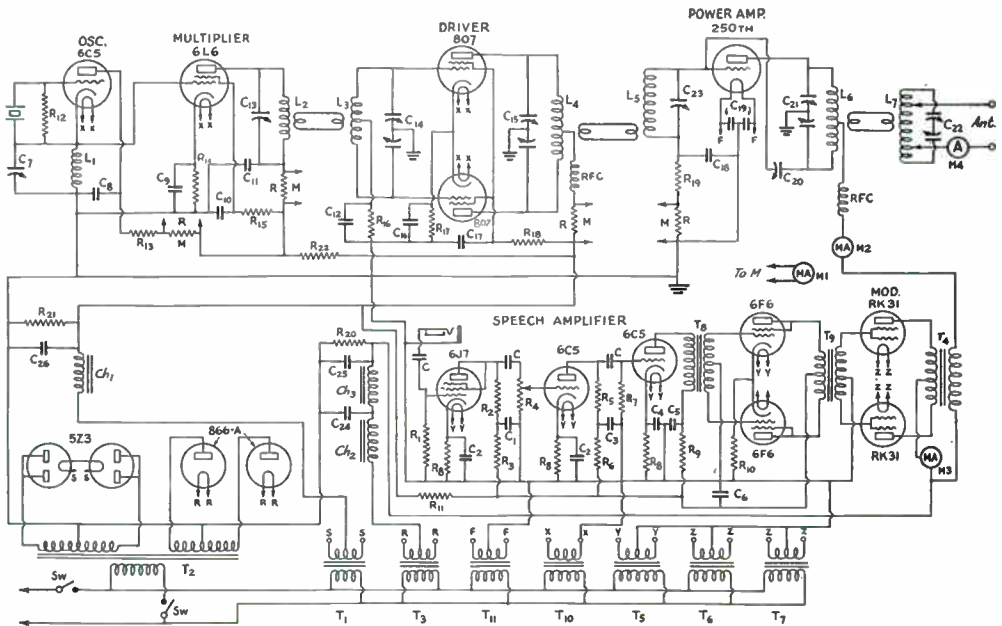 OSC.
6C5
MULTIPLIER
6L6
DRIVER
807
POWER AMP.
250TH
R12
C7
L1
C8
R13
R
M
C9
R14
C10
C11
R15
C13
L2
R
M
R22
L3
C12
R16
C14
C16
R17
C17
R18
807
C15
L4
RFC
R
M
L5
C23
R19
R
M
C18
C19
F
F
C20
C21
L6
RFC
MA
M2
L7
C22
A
M4
Ant.
X X
X X
X X
X X
To M
MA
M1
R21
C26
Ch1
5Z3
S
S
866-A
R R
R R
T2
Sw
Sw
R20
C25
Ch3
C24
Ch2
SPEECH AMPLIFIER
C
6J7
R1
R8
Y Y
C2
R2
C
R4
C1
R3
R11
6C5
R8
Y Y
C2
C
R5
R7
C3
R6
6C5
Y Y
R8
C4
C5
R9
T8
C6
6F6
Y Y
R10
6F6
T9
MOD.
RK31
Z Z
Z Z
RK31
T4
MA
M3
S S
R R
F F
X X
Y Y
Z Z
Z Z
T1
T3
T11
T10
T5
T6
T7